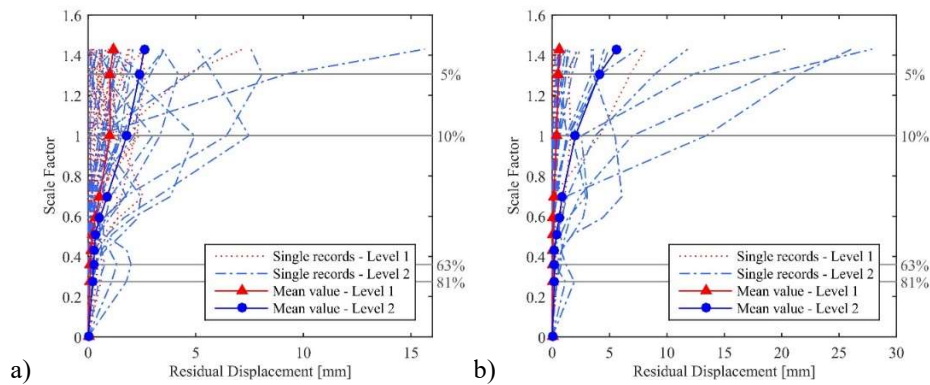 1.6
1.4
1.2
1
0.8
0.6
0.4
0.2
0
Scale Factor
5%
10%
63%
81%
Single records - Level 1
Single records - Level 2
Mean value - Level 1
Mean value - Level 2
0 5 10 15
Residual Displacement [mm]
a)
1.6
1.4
1.2
1
0.8
0.6
0.4
0.2
0
Scale Factor
5%
10%
63%
81%
Single records - Level 1
Single records - Level 2
Mean value - Level 1
Mean value - Level 2
0 5 10 15 20 25 30
Residual Displacement [mm]
b)